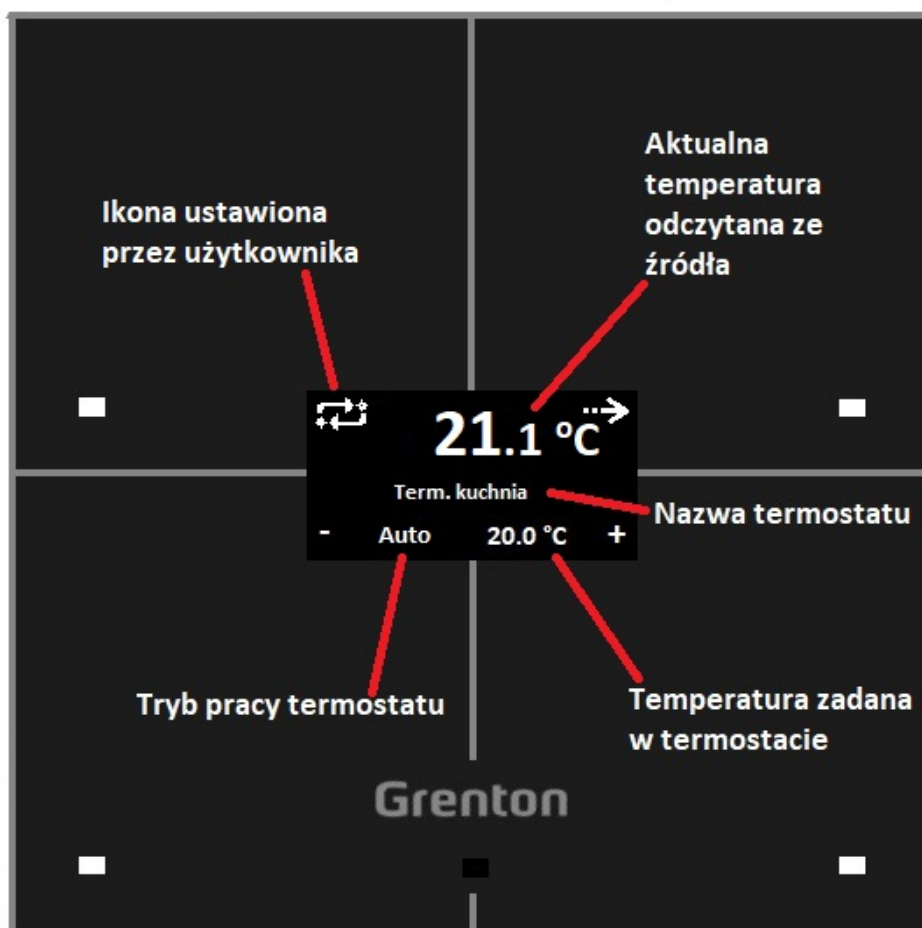 Ikona ustawiona
przez użytkownika
Aktualna
temperatura
odczytana ze
źródła
21.1 °C
Term. kuchnia
Nazwa termostatu
- Auto 20.0 °C +
Tryb pracy termostatu
Temperatura zadana
w termostacie
Grenton